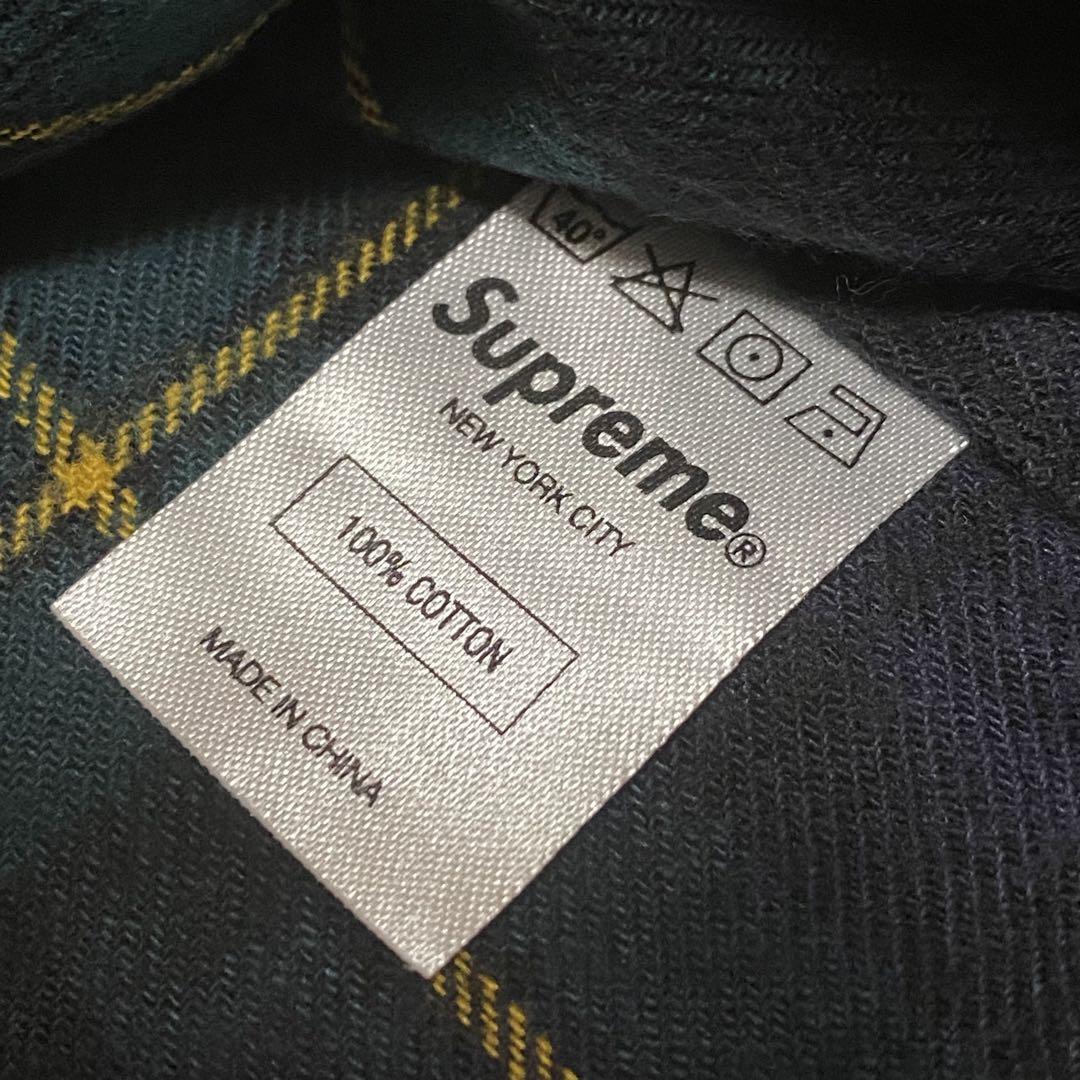 40°
Supreme®
NEW YORK CITY
100% COTTON
MADE IN CHINA